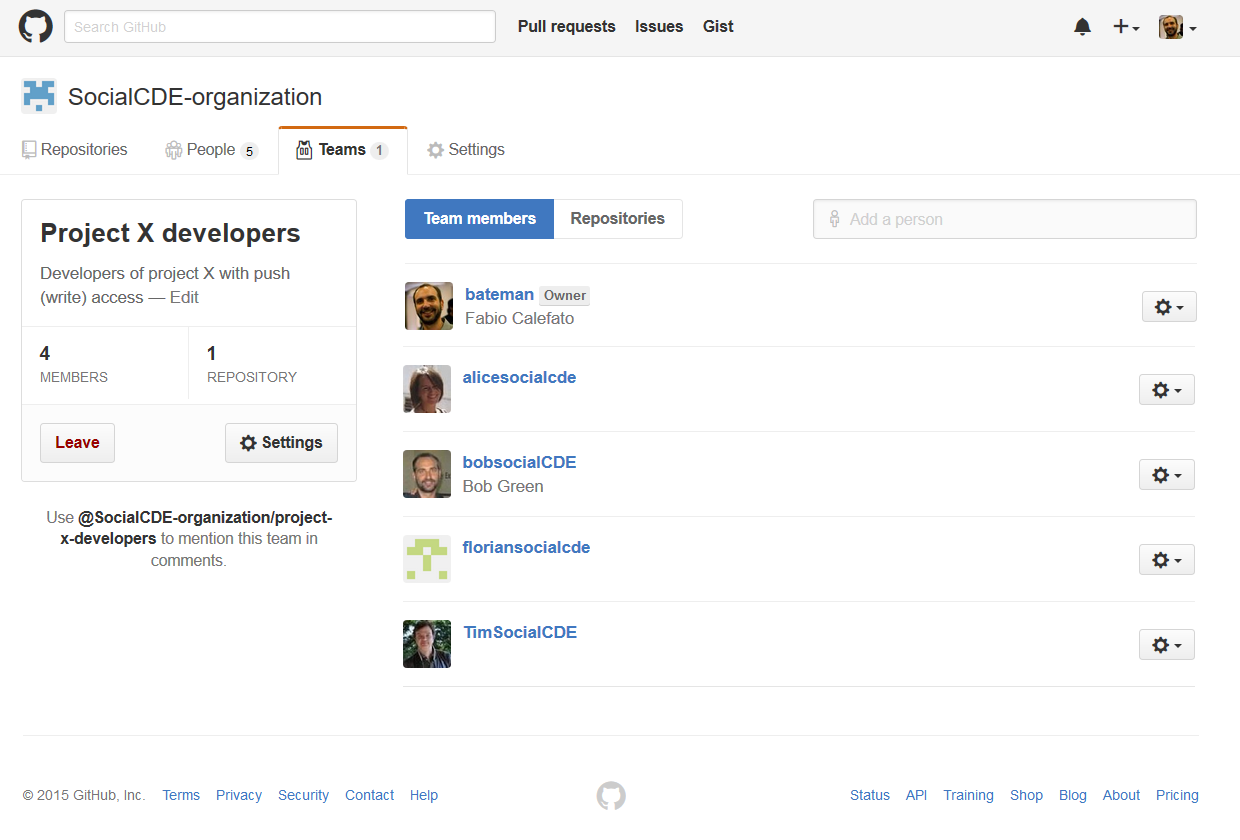 Search GitHub Pull requests Issues Gist
SocialCDE-organization
Repositories People 5 Teams 1 Settings
Project X developers
Developers of project X with push
(write) access — Edit
4
MEMBERS
1
REPOSITORY
Leave
Settings
Use @SocialCDE-organization/project-
x-developers to mention this team in
comments.
Team members Repositories
Add a person
bateman Owner
Fabio Calefato
alicesocialcde
bobsocialCDE
Bob Green
floriansocialcde
TimSocialCDE
© 2015 GitHub, Inc. Terms Privacy Security Contact Help Status API Training Shop Blog About Pricing